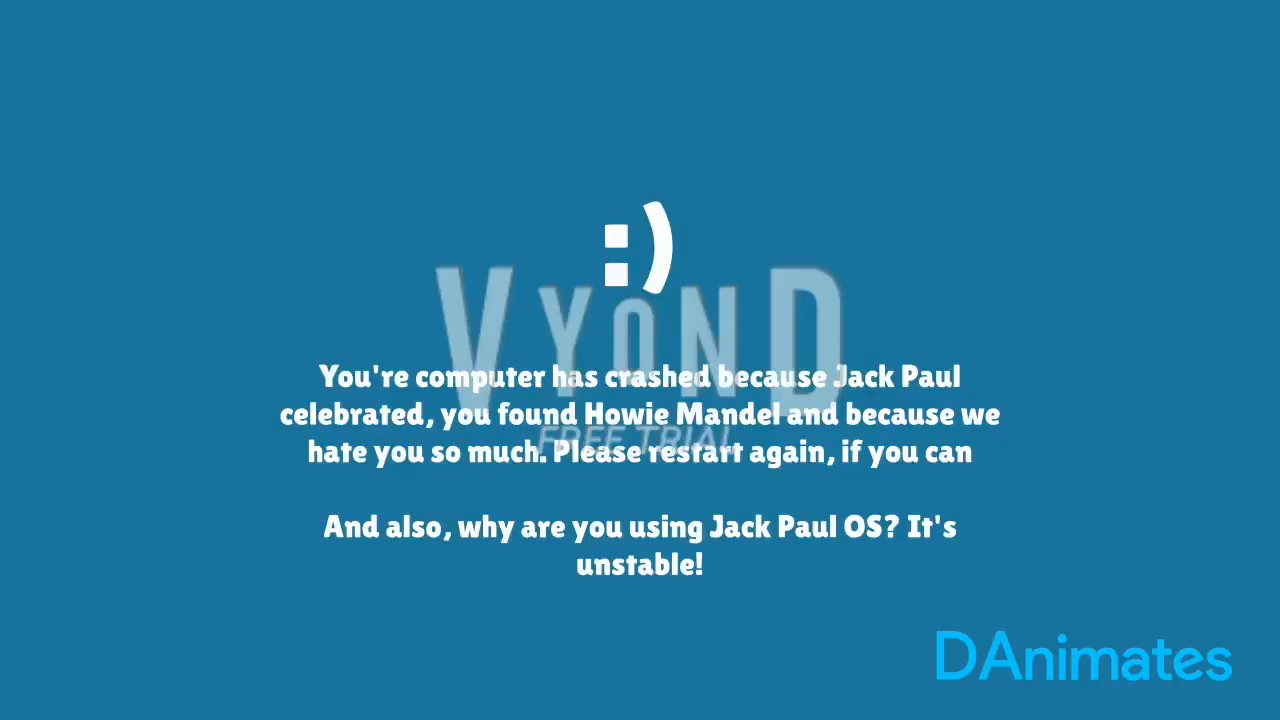 :)
VYOND
FREE TRIAL
You're computer has crashed because Jack Paul
celebrated, you found Howie Mandel and because we
hate you so much. Please restart again, if you can
And also, why are you using Jack Paul OS? It's
unstable!
DAnimates